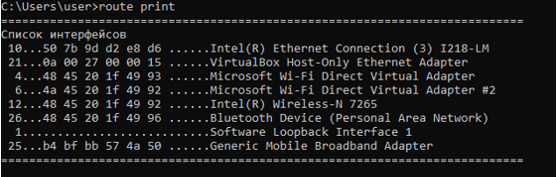 C:\Users\user>route print
===========================================================================
Список интерфейсов
 10...50 7b 9d d2 e8 d6 ......Intel(R) Ethernet Connection (3) I218-LM
 21...0a 00 27 00 00 15 ......VirtualBox Host-Only Ethernet Adapter
  4...48 45 20 1f 49 93 ......Microsoft Wi-Fi Direct Virtual Adapter
  6...4a 45 20 1f 49 92 ......Microsoft Wi-Fi Direct Virtual Adapter #2
 12...48 45 20 1f 49 92 ......Intel(R) Wireless-N 7265
 26...48 45 20 1f 49 96 ......Bluetooth Device (Personal Area Network)
  1...........................Software Loopback Interface 1
 25...b4 bf bb 57 4a 50 ......Generic Mobile Broadband Adapter
===========================================================================